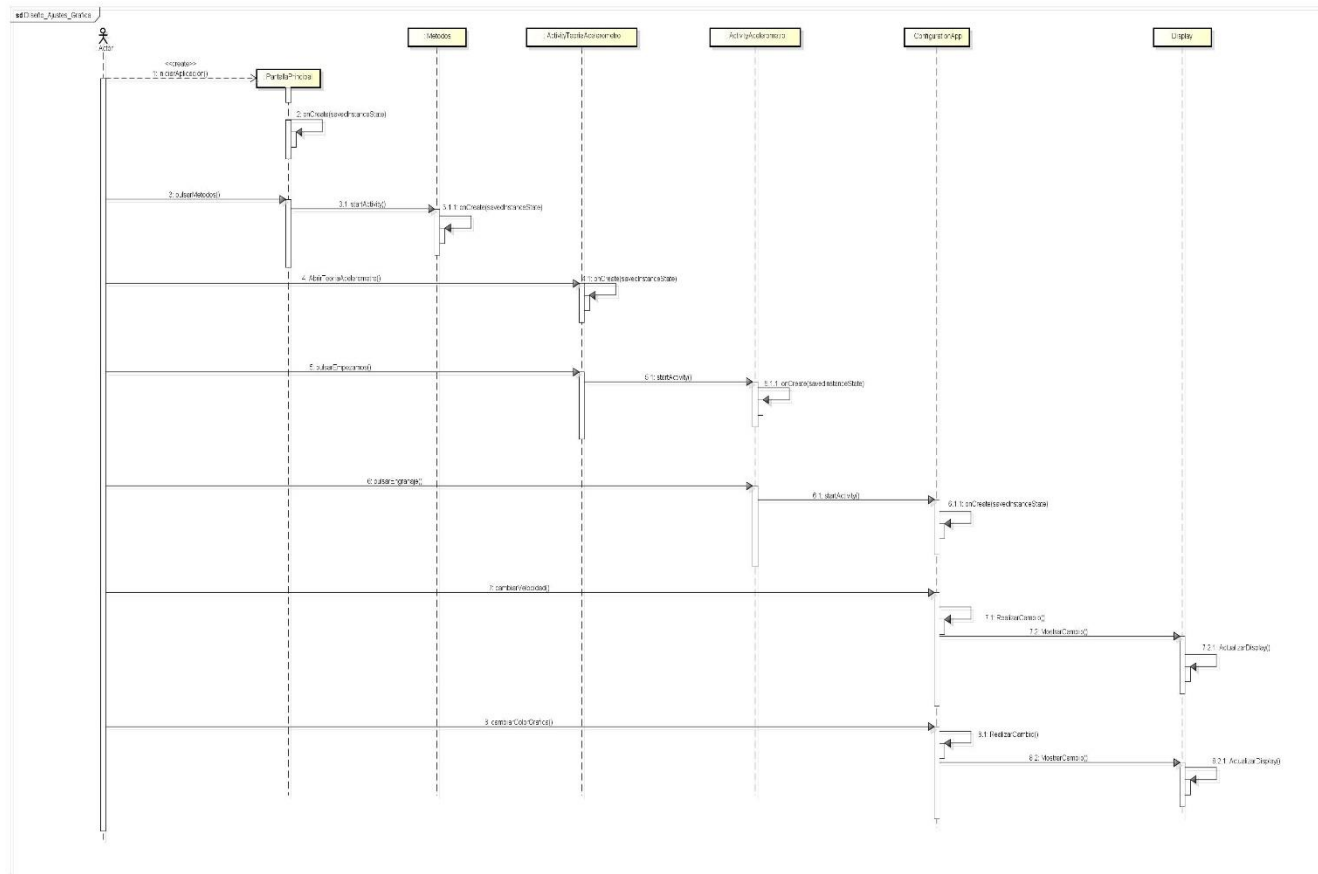 sd Diseño_Ajustes_Grafica
Actor
Metodos
ActivityTeoriaAcelerometro
ActivityAcelerometro
ConfigurationApp
Display
<<create>>
1: iniciarAplicacion()
PantallaPrincipal
2: onCreate(savedInstanceState)
3: pulsarMetodos()
3.1: startActivity()
3.1.1: onCreate(savedInstanceState)
4: AbrirTeoriaAcelerometro()
4.1: onCreate(savedInstanceState)
5: pulsarEmpezamos()
5.1: startActivity()
5.1.1: onCreate(savedInstanceState)
6: pulsarEngranaje()
6.1: startActivity()
6.1.1: onCreate(savedInstanceState)
7: cambiarVelocidad()
7.1: RealizarCambio()
7.2: MostrarCambio()
7.2.1: ActualizarDisplay()
8: cambiarColorGrafica()
8.1: RealizarCambio()
8.2: MostrarCambio()
8.2.1: ActualizarDisplay()